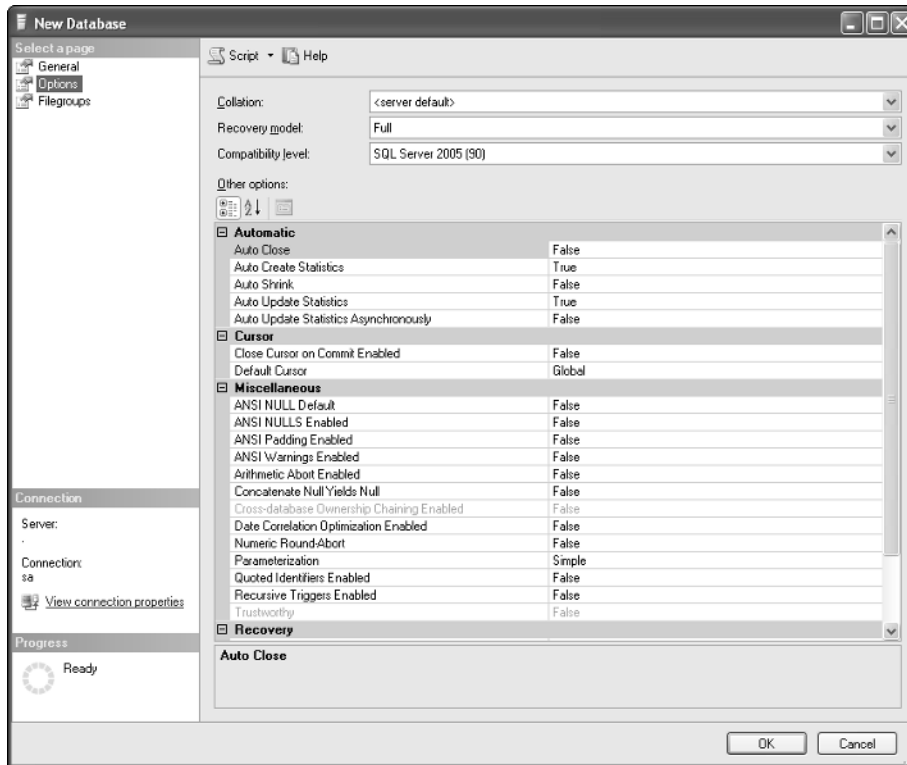 New Database
Select a page
General
Options
Filegroups
Script
Help
Collation: <server default>
Recovery model: Full
Compatibility level: SQL Server 2005 (90)
Other options:
Automatic
Auto Close False
Auto Create Statistics True
Auto Shrink False
Auto Update Statistics True
Auto Update Statistics Asynchronously False
Cursor
Close Cursor on Commit Enabled False
Default Cursor Global
Miscellaneous
ANSI NULL Default False
ANSI NULLS Enabled False
ANSI Padding Enabled False
ANSI Warnings Enabled False
Arithmetic Abort Enabled False
Concatenate Null Yields Null False
Cross-database Ownership Chaining Enabled False
Date Correlation Optimization Enabled False
Numeric Round-Abort False
Parameterization Simple
Quoted Identifiers Enabled False
Recursive Triggers Enabled False
Trustworthy False
Recovery
Auto Close
Connection
Server:
.
Connection:
sa
View connection properties
Progress
Ready
OK
Cancel